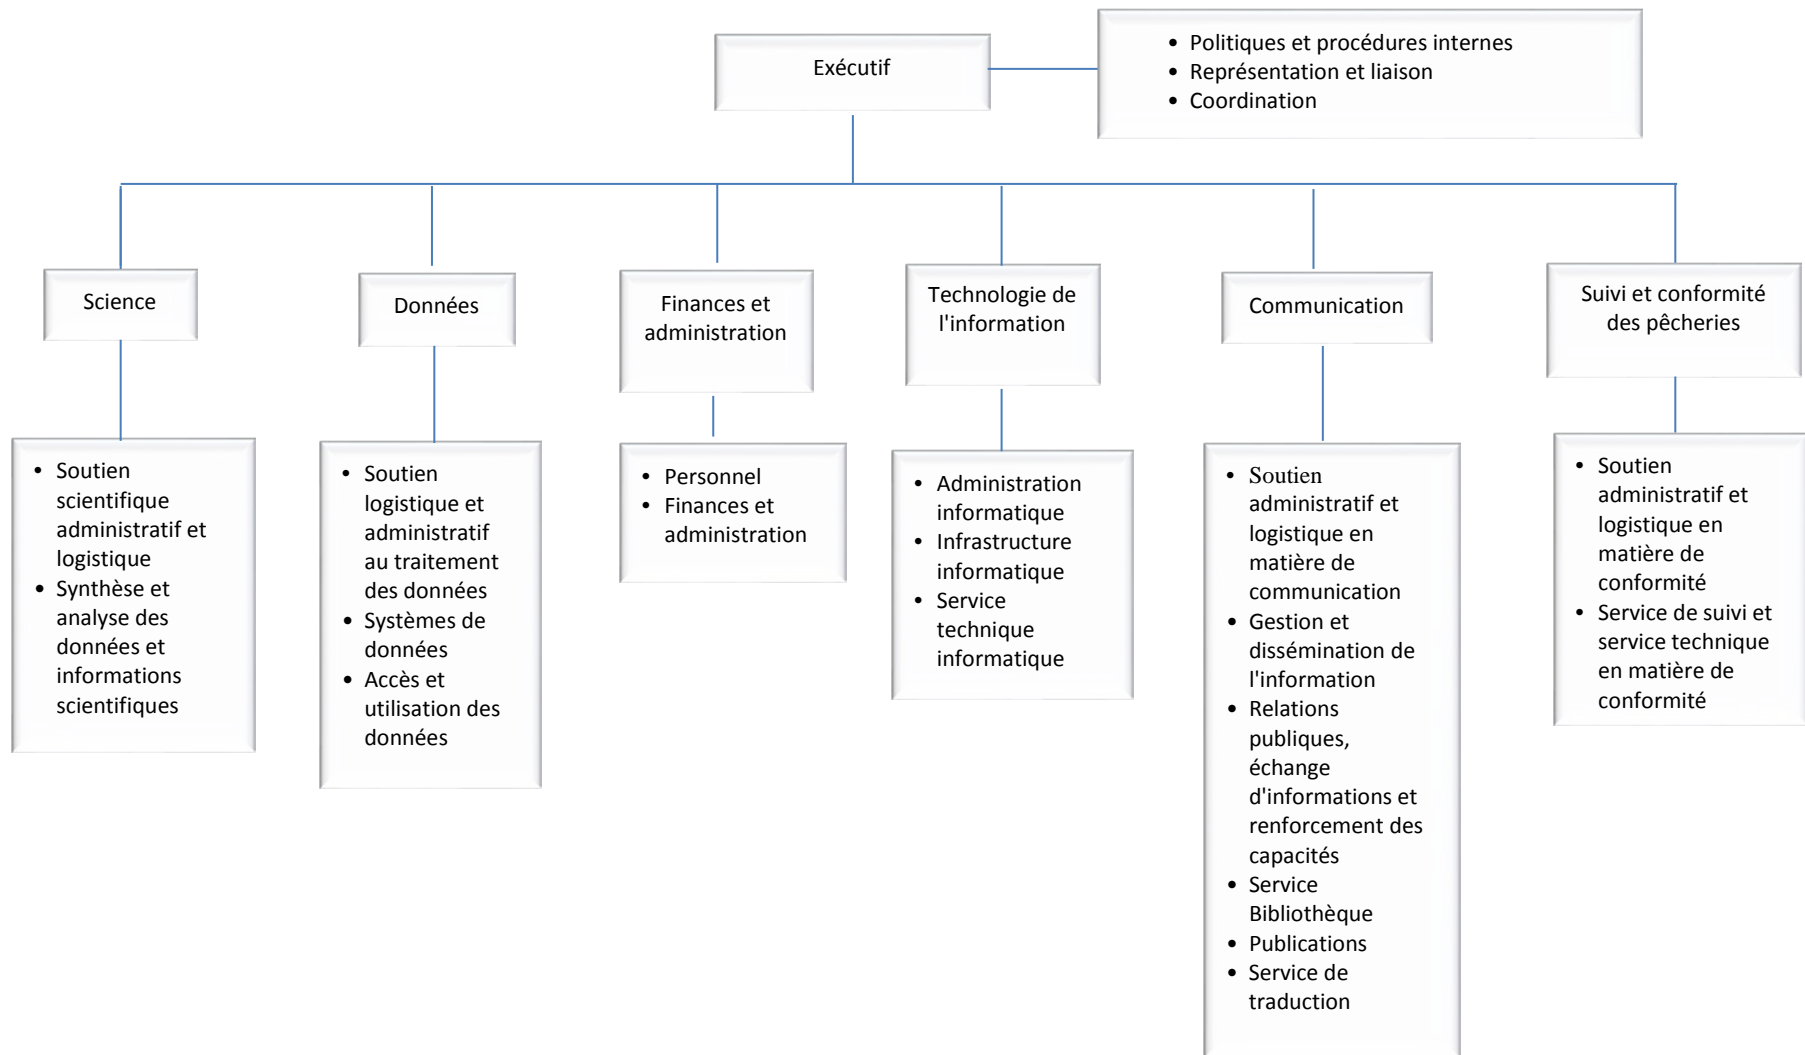 Exécutif
• Politiques et procédures internes
• Représentation et liaison
• Coordination
Science
Données
Finances et
administration
Technologie de
l'information
Communication
Suivi et conformité
des pêcheries
• Soutien
scientifique
administratif et
logistique
• Synthèse et
analyse des
données et
informations
scientifiques
• Soutien
logistique et
administratif
au traitement
des données
• Systèmes de
données
• Accès et
utilisation des
données
• Personnel
• Finances et
administration
• Administration
informatique
• Infrastructure
informatique
• Service
technique
informatique
• Soutien
administratif et
logistique en
matière de
communication
• Gestion et
dissémination de
l'information
• Relations
publiques,
échange
d'informations et
renforcement des
capacités
• Service
Bibliothèque
• Publications
• Service de
traduction
• Soutien
administratif et
logistique en
matière de
conformité
• Service de suivi et
service technique
en matière de
conformité